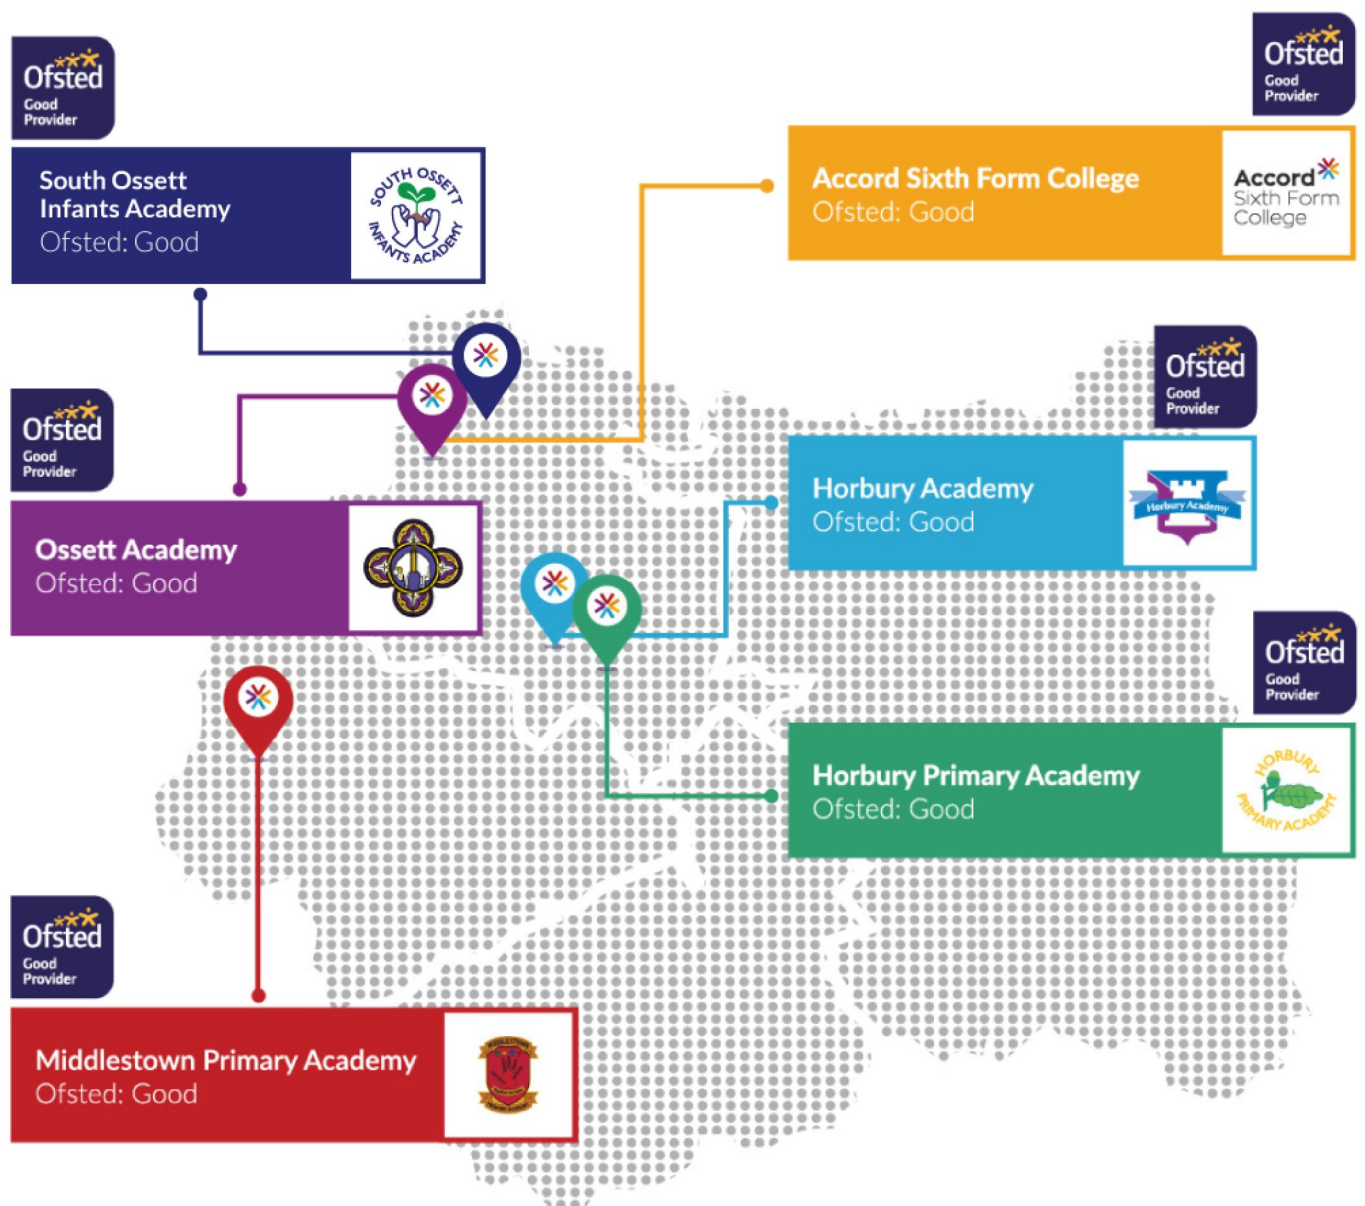 Ofsted
Good
Provider
South Ossett
Infants Academy
Ofsted: Good
SOUTH OSSETT
INFANTS ACADEMY
Ofsted
Good
Provider
Accord Sixth Form College
Ofsted: Good
Accord
Sixth Form
College
Ofsted
Good
Provider
Ossett Academy
Ofsted: Good
Ofsted
Good
Provider
Horbury Academy
Ofsted: Good
Horbury Academy
Ofsted
Good
Provider
Horbury Primary Academy
Ofsted: Good
HORBURY
PRIMARY ACADEMY
Ofsted
Good
Provider
Middlestown Primary Academy
Ofsted: Good
MIDDLESTOWN
PRIMARY ACADEMY